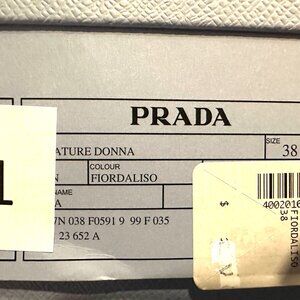 PRADA
ATURE DONNA
SIZE
38
COLOUR
N
FIORDALISO
NAME
A
7N 038 F0591 9 99 F 035
23 652 A
1
4002016
FIORDALISO
38
$